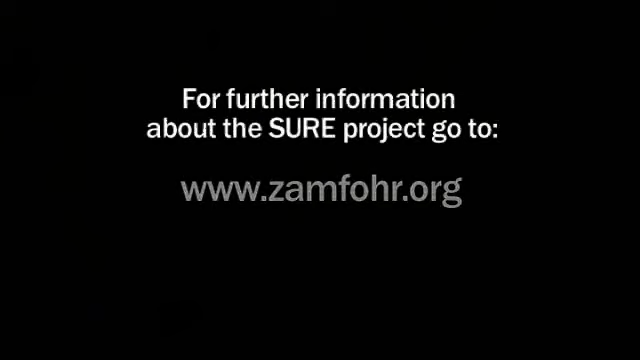 For further information
about the SURE project go to:
www.zamfohr.org